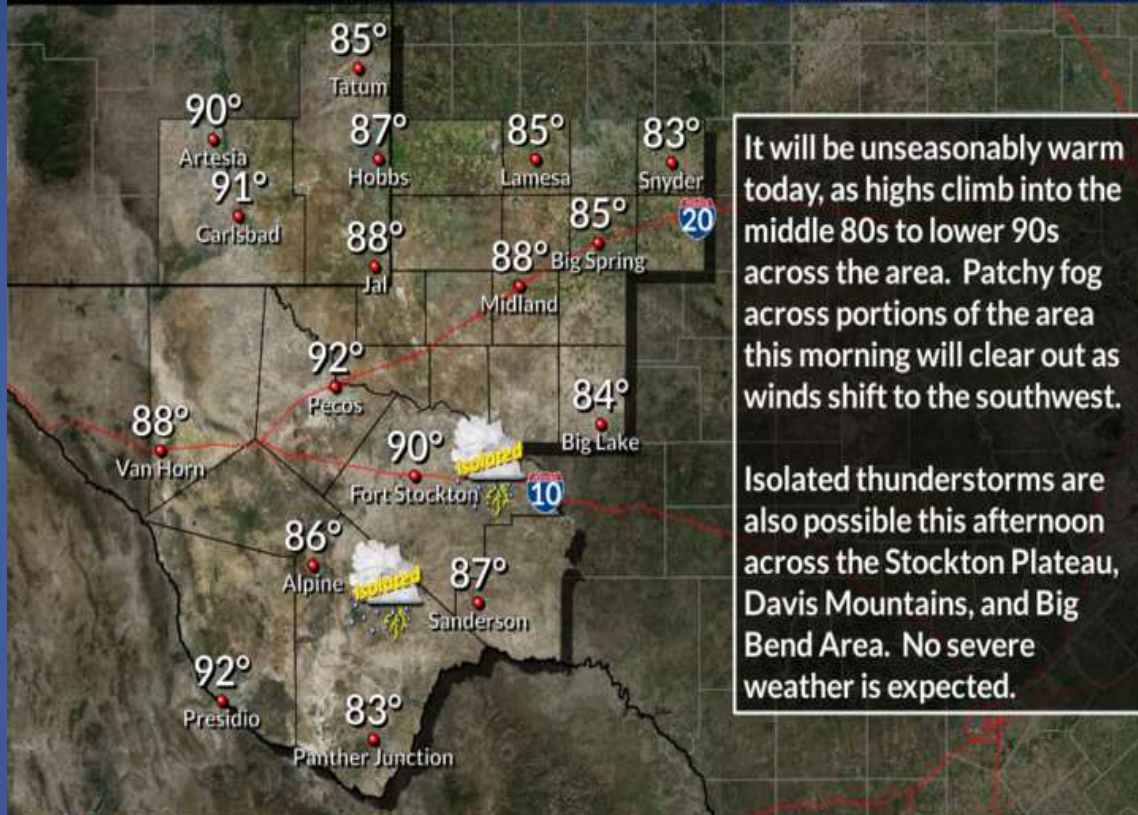 85°
Tatum
90°
Artesia
87°
Hobbs
85°
Lamesa
83°
Snyder
91°
Carlsbad
88°
Jal
88°
Midland
85°
Big Spring
20
92°
Pecos
84°
Big Lake
88°
Van Horn
90°
Fort Stockton
Isolated
10
86°
Alpine
Isolated
87°
Sanderson
92°
Presidio
83°
Panther Junction
It will be unseasonably warm
today, as highs climb into the
middle 80s to lower 90s
across the area. Patchy fog
across portions of the area
this morning will clear out as
winds shift to the southwest.
Isolated thunderstorms are
also possible this afternoon
across the Stockton Plateau,
Davis Mountains, and Big
Bend Area. No severe
weather is expected.